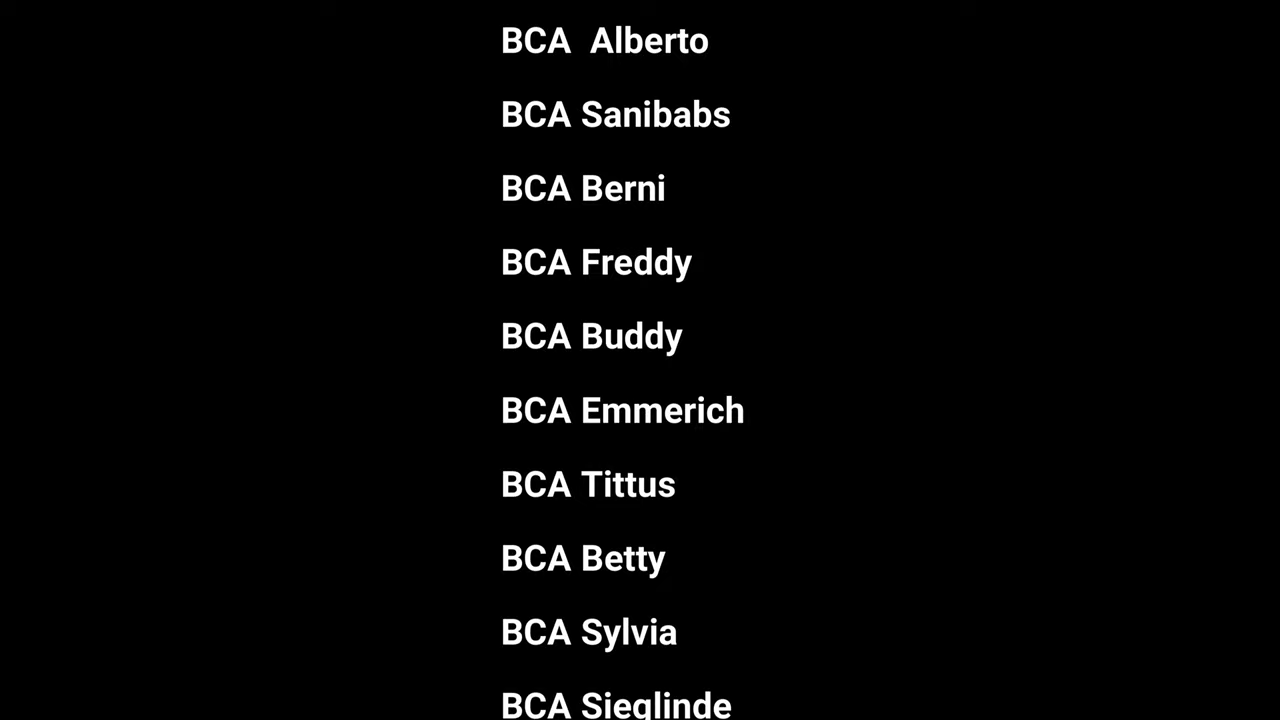 BCA  Alberto
BCA Sanibabs
BCA Berni
BCA Freddy
BCA Buddy
BCA Emmerich
BCA Tittus
BCA Betty
BCA Sylvia
BCA Sieglinde